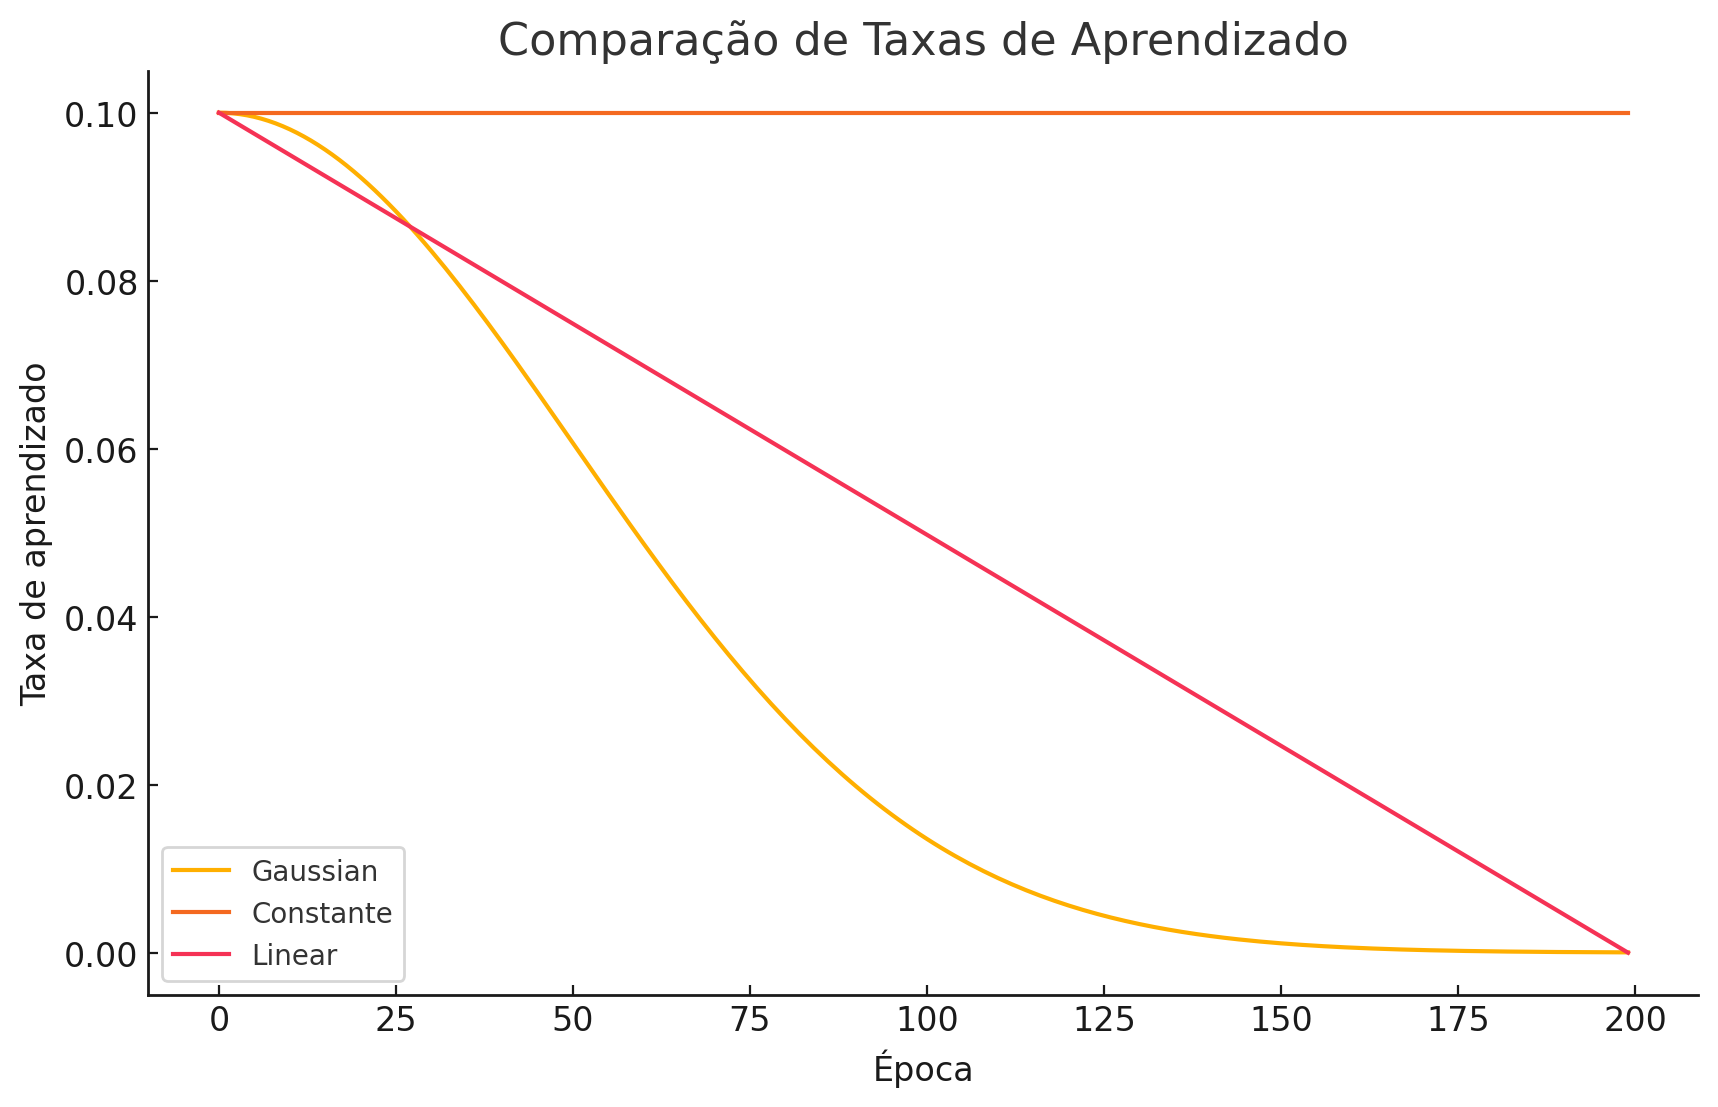 Comparação de Taxas de Aprendizado
Taxa de aprendizado
0.10
0.08
0.06
0.04
0.02
0.00
Gaussian
Constante
Linear
0 25 50 75 100 125 150 175 200
Época